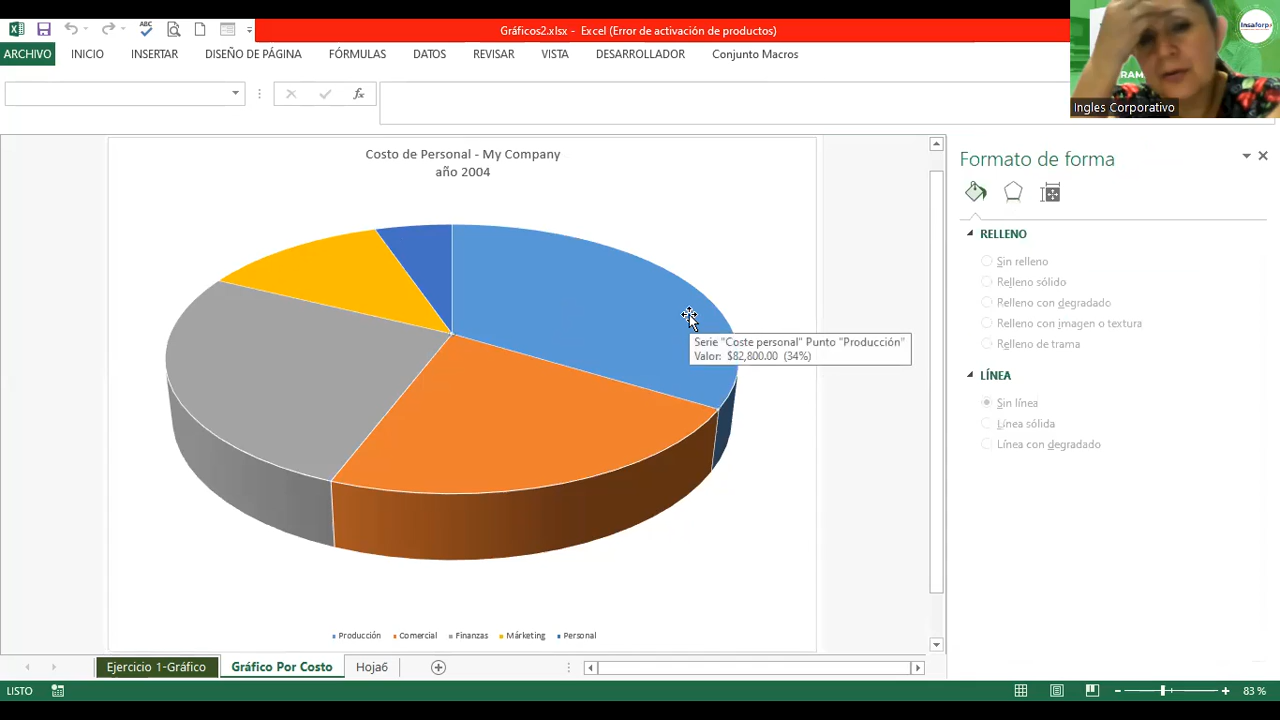 Gráficos2.xlsx - Excel (Error de activación de productos)
ARCHIVO INICIO INSERTAR DISEÑO DE PÁGINA FÓRMULAS DATOS REVISAR VISTA DESARROLLADOR Conjunto Macros
ABC
Insaforp
RAM
Ingles Corporativo
fx
Costo de Personal - My Company
año 2004
Serie "Coste personal" Punto "Producción"
Valor: $82,800.00 (34%)
Producción Comercial Finanzas Márketing Personal
Formato de forma
RELLENO
Sin relleno
Relleno sólido
Relleno con degradado
Relleno con imagen o textura
Relleno de trama
LÍNEA
Sin línea
Línea sólida
Línea con degradado
Ejercicio 1-Gráfico Gráfico Por Costo Hoja6
LISTO
83 %